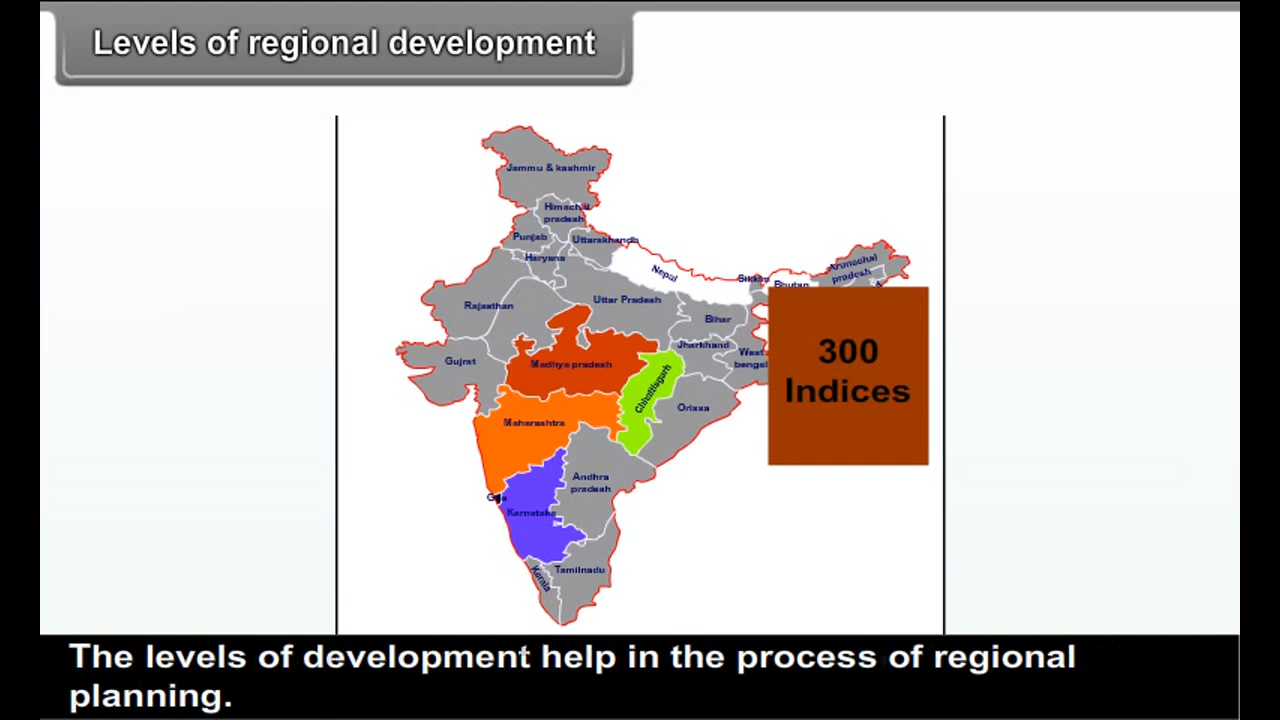 Levels of regional development
Jammu & kashmir
Himachal
pradesh
Punjab
Uttarakhandh
Haryana
Nepal
Sikkim
Bhutan
Arunachal
pradesh
Rajasthan
Uttar Pradesh
Bihar
Jharkhand
West
bengal
Gujrat
Madhya pradesh
Chhattisgarh
Orissa
Maharashtra
Andhra
pradesh
Goa
Karnataka
Kerala
Tamilnadu
300
Indices
The levels of development help in the process of regional
planning.